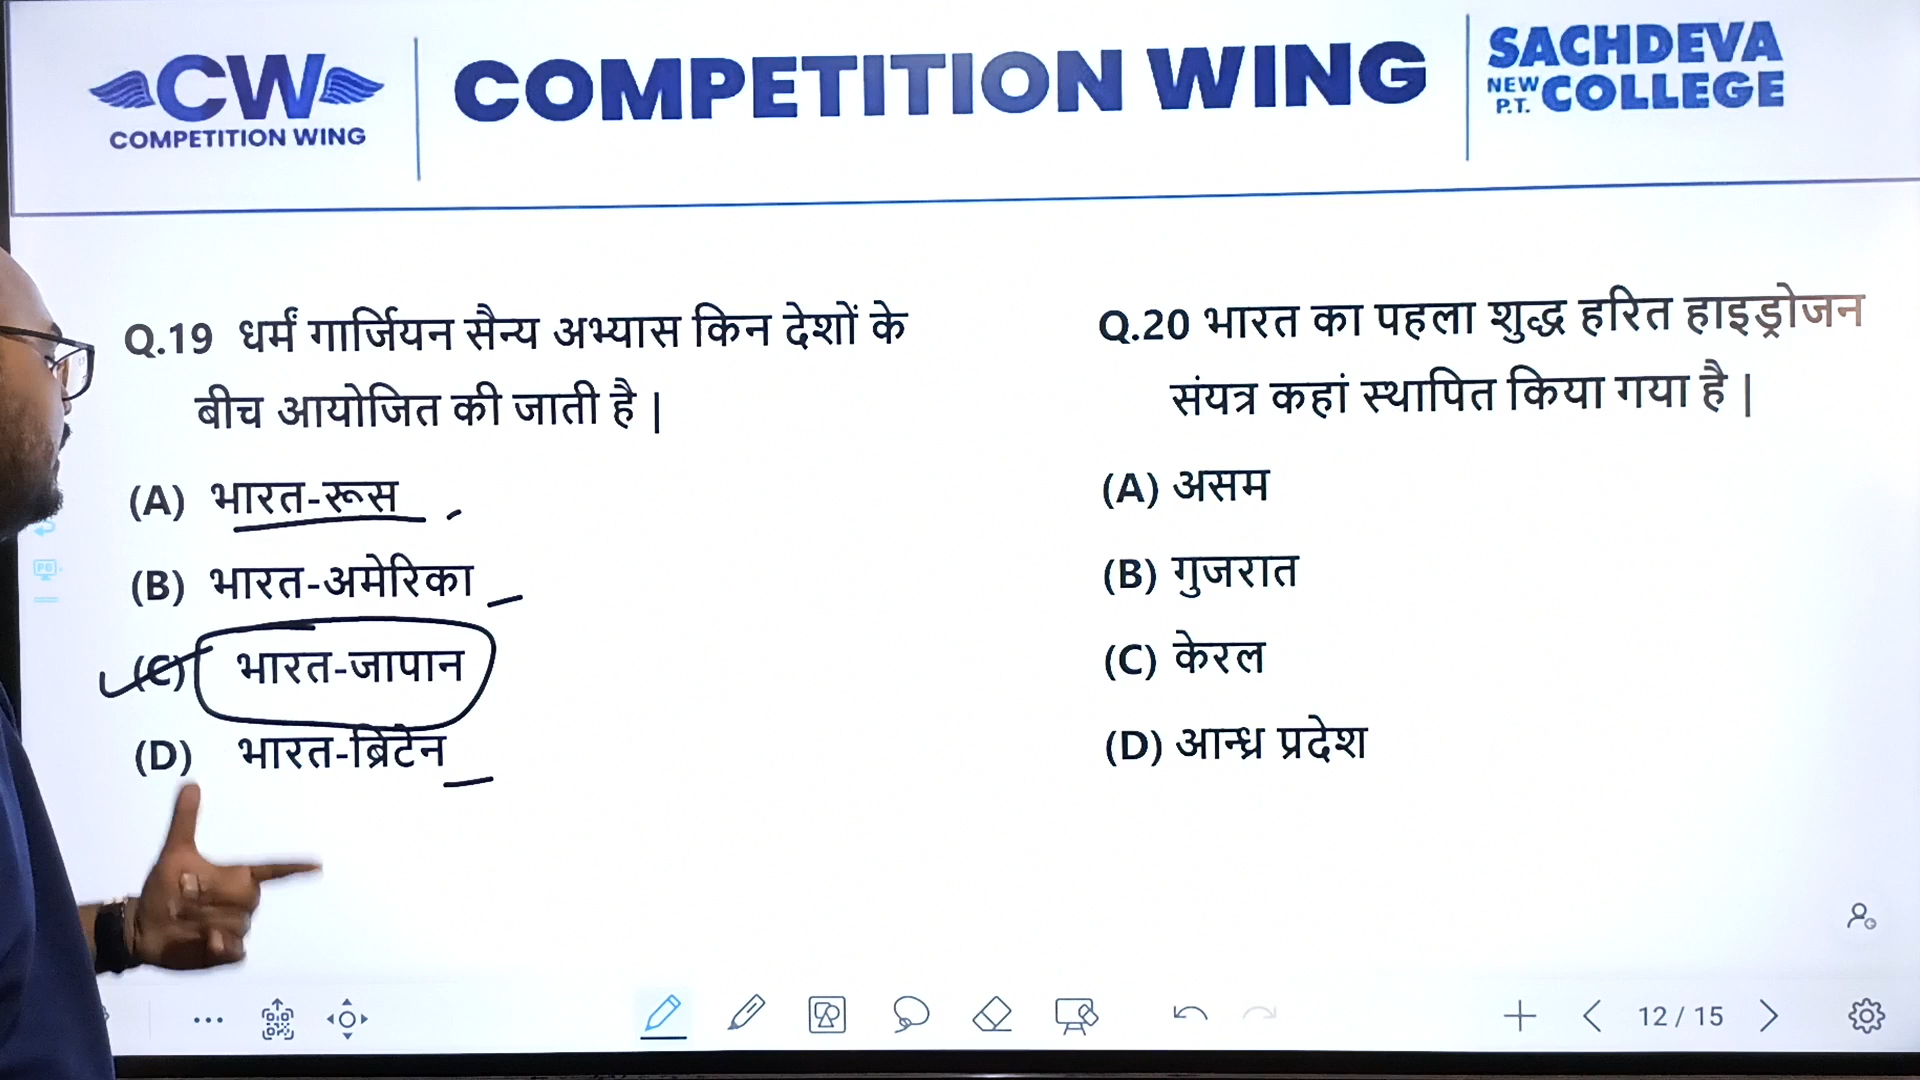 CW
COMPETITION WING
COMPETITION WING
SACHDEVA
NEW P.T. COLLEGE
Q.19 धर्मं गार्जियन सैन्य अभ्यास किन देशों के
बीच आयोजित की जाती है |
(A) भारत-रूस
(B) भारत-अमेरिका
(C) भारत-जापान
(D) भारत-ब्रिटेन
Q.20 भारत का पहला शुद्ध हरित हाइड्रोजन
संयत्र कहां स्थापित किया गया है |
(A) असम
(B) गुजरात
(C) केरल
(D) आन्ध्र प्रदेश
12 / 15